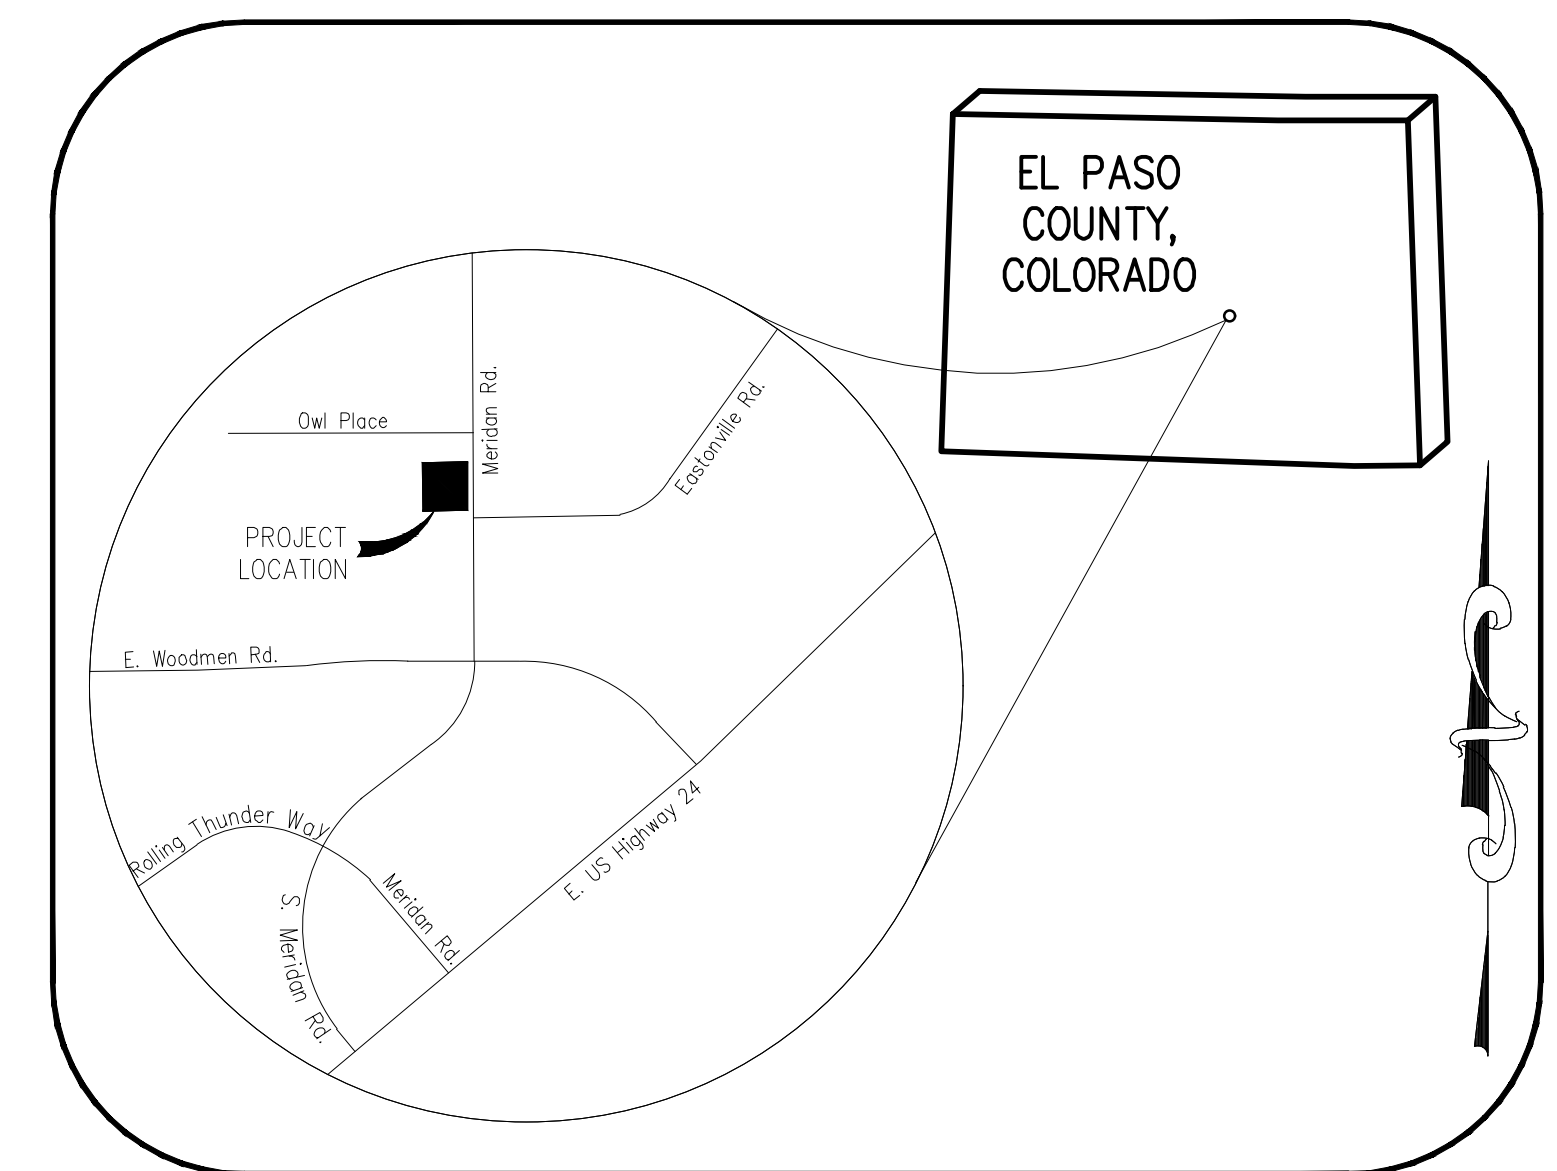 EL PASO
COUNTY,
COLORADO
Meridan Rd.
Owl Place
Eastonville Rd.
PROJECT
LOCATION
E. Woodmen Rd.
E. US Highway 24
Rolling Thunder Way
Meridan Rd.
S. Meridan Rd.